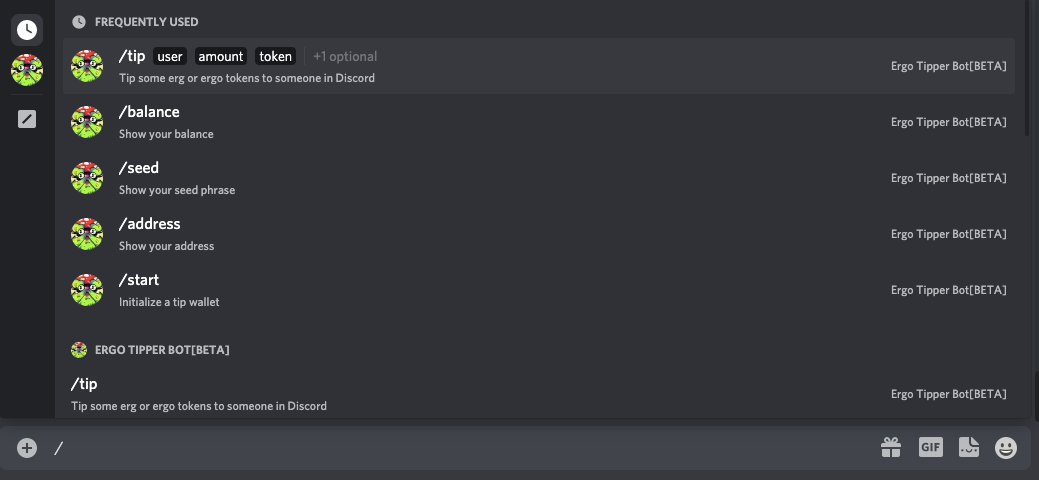 FREQUENTLY USED
/tip user amount token +1 optional
Tip some erg or ergo tokens to someone in Discord
Ergo Tipper Bot[BETA]
/balance
Show your balance
Ergo Tipper Bot[BETA]
/seed
Show your seed phrase
Ergo Tipper Bot[BETA]
/address
Show your address
Ergo Tipper Bot[BETA]
/start
Initialize a tip wallet
Ergo Tipper Bot[BETA]
ERGO TIPPER BOT[BETA]
/tip
Tip some erg or ergo tokens to someone in Discord
Ergo Tipper Bot[BETA]
/
GIF